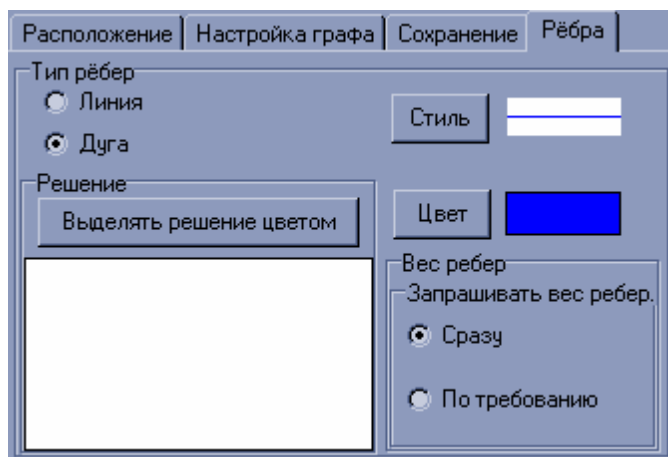 Расположение
Настройка графа
Сохранение
Рёбра
Тип рёбер
Линия
Дуга
Стиль
Решение
Выделять решение цветом
Цвет
Вес ребер
Запрашивать вес ребер.
Сразу
По требованию